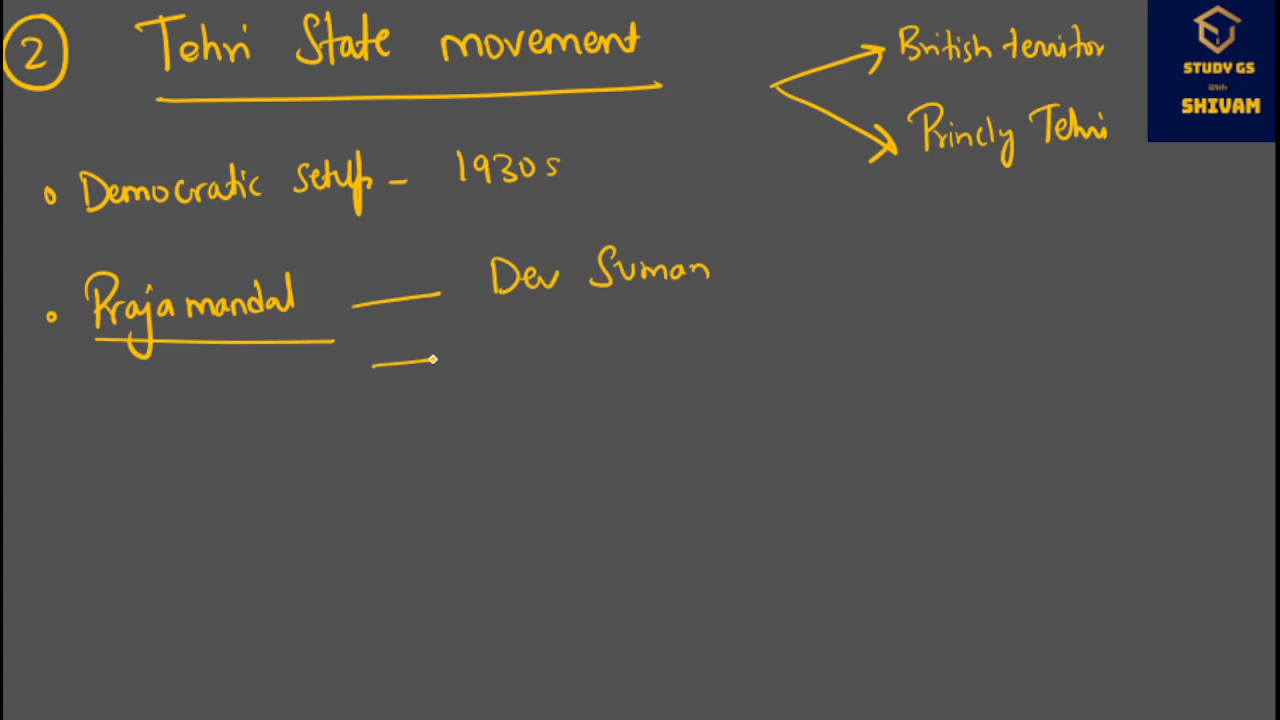 2 Tehri State movement
British territor
Princly Tehri
STUDY GS
With
SHIVAM
Democratic setup - 1930s
Prajamandal — Dev Suman
—